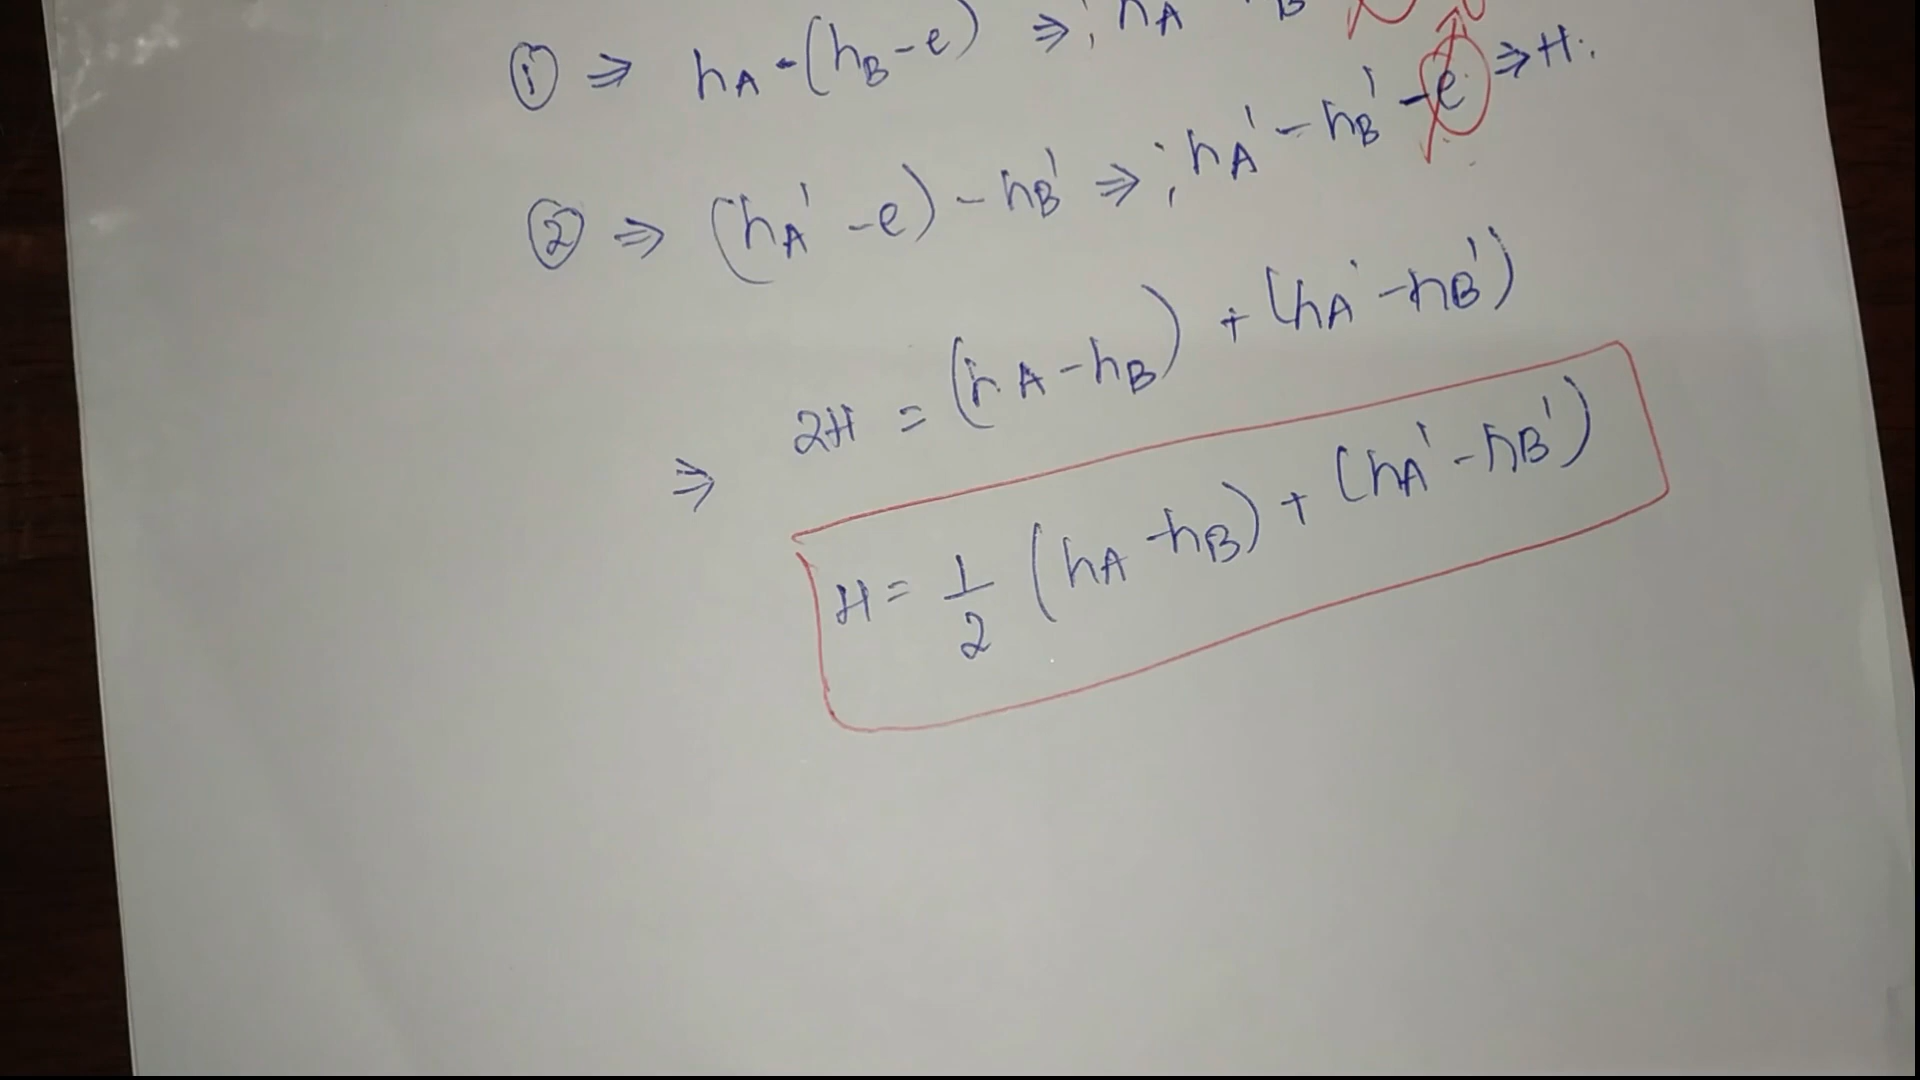 ① ⇒ hA - (hB - e) ⇒ ; hA
② ⇒ (hA' - e) - hB' ⇒ ; hA' - hB' - e ⇒ H.
2H = (hA - hB) + (hA' - hB')
⇒
H = 1/2 (hA - hB) + (hA' - hB')